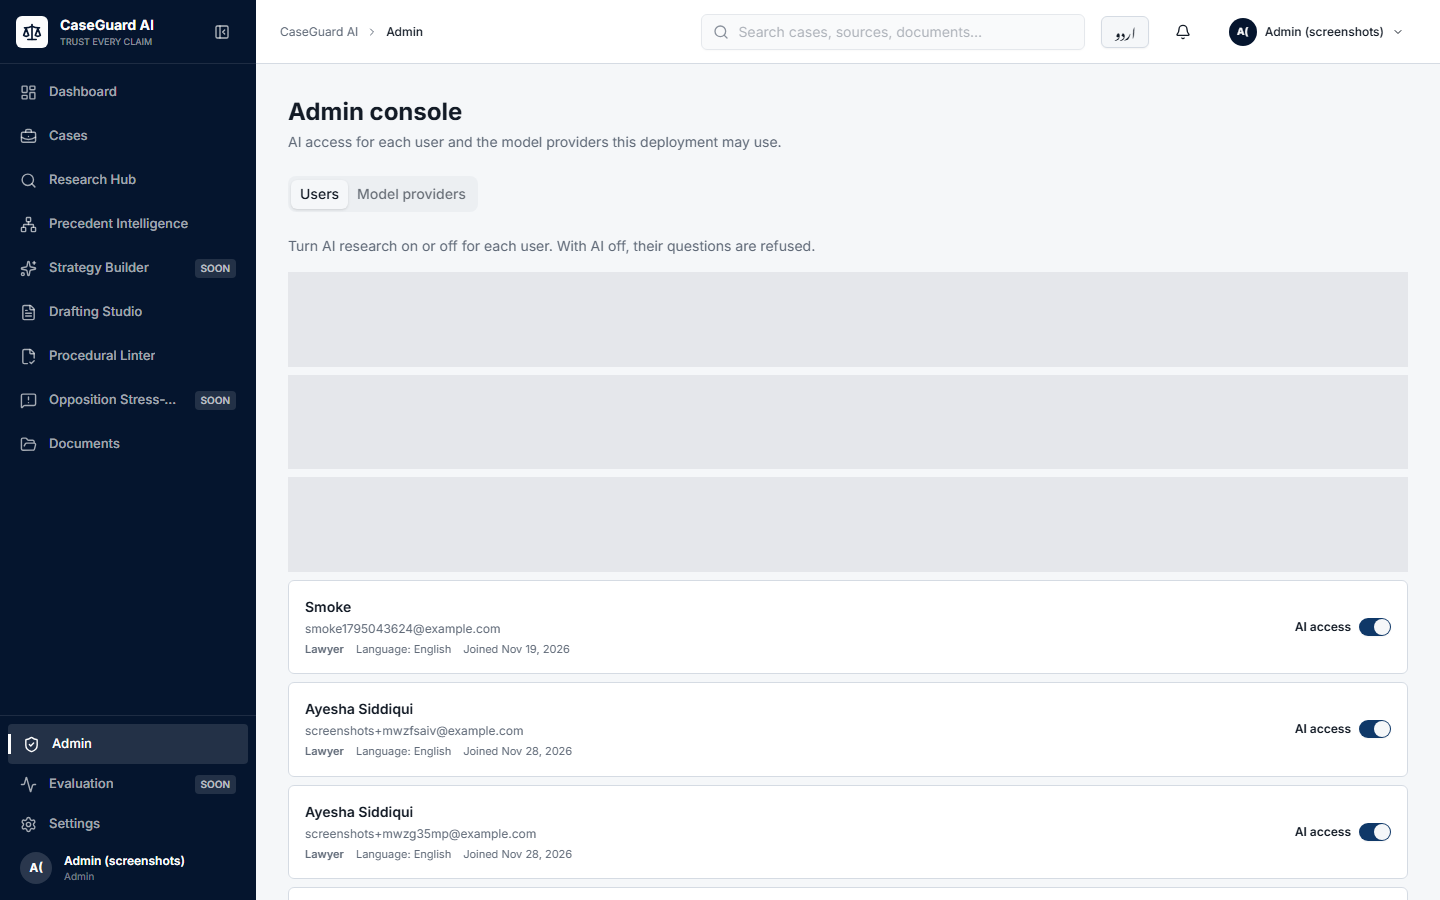 CaseGuard AI
TRUST EVERY CLAIM
Dashboard
Cases
Research Hub
Precedent Intelligence
Strategy Builder SOON
Drafting Studio
Procedural Linter
Opposition Stress-... SOON
Documents
Admin
Evaluation SOON
Settings
A( Admin (screenshots)
Admin
CaseGuard AI > Admin
Search cases, sources, documents...
اردو
A( Admin (screenshots)
Admin console
AI access for each user and the model providers this deployment may use.
Users Model providers
Turn AI research on or off for each user. With AI off, their questions are refused.
Smoke
smoke1795043624@example.com
Lawyer Language: English Joined Nov 19, 2026
AI access
Ayesha Siddiqui
screenshots+mwzfsaiv@example.com
Lawyer Language: English Joined Nov 28, 2026
AI access
Ayesha Siddiqui
screenshots+mwzg35mp@example.com
Lawyer Language: English Joined Nov 28, 2026
AI access